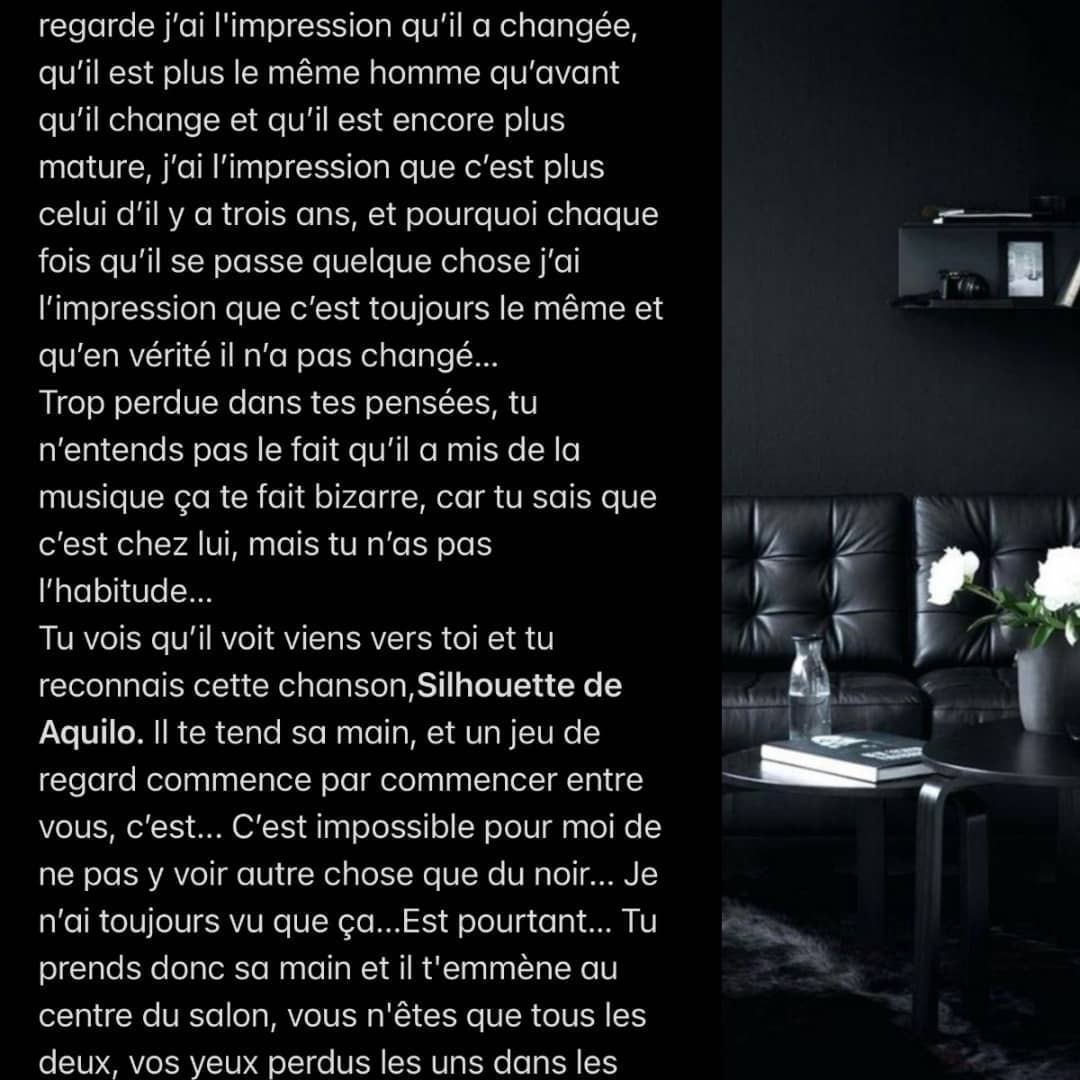 regarde j’ai l'impression qu’il a changée,
qu’il est plus le même homme qu’avant
qu’il change et qu’il est encore plus
mature, j’ai l’impression que c’est plus
celui d’il y a trois ans, et pourquoi chaque
fois qu’il se passe quelque chose j’ai
l’impression que c’est toujours le même et
qu’en vérité il n’a pas changé...
Trop perdue dans tes pensées, tu
n’entends pas le fait qu’il a mis de la
musique ça te fait bizarre, car tu sais que
c’est chez lui, mais tu n’as pas
l’habitude...
Tu vois qu’il voit viens vers toi et tu
reconnais cette chanson,Silhouette de
Aquilo. Il te tend sa main, et un jeu de
regard commence par commencer entre
vous, c’est... C’est impossible pour moi de
ne pas y voir autre chose que du noir... Je
n’ai toujours vu que ça...Est pourtant... Tu
prends donc sa main et il t'emmène au
centre du salon, vous n'êtes que tous les
deux, vos yeux perdus les uns dans les